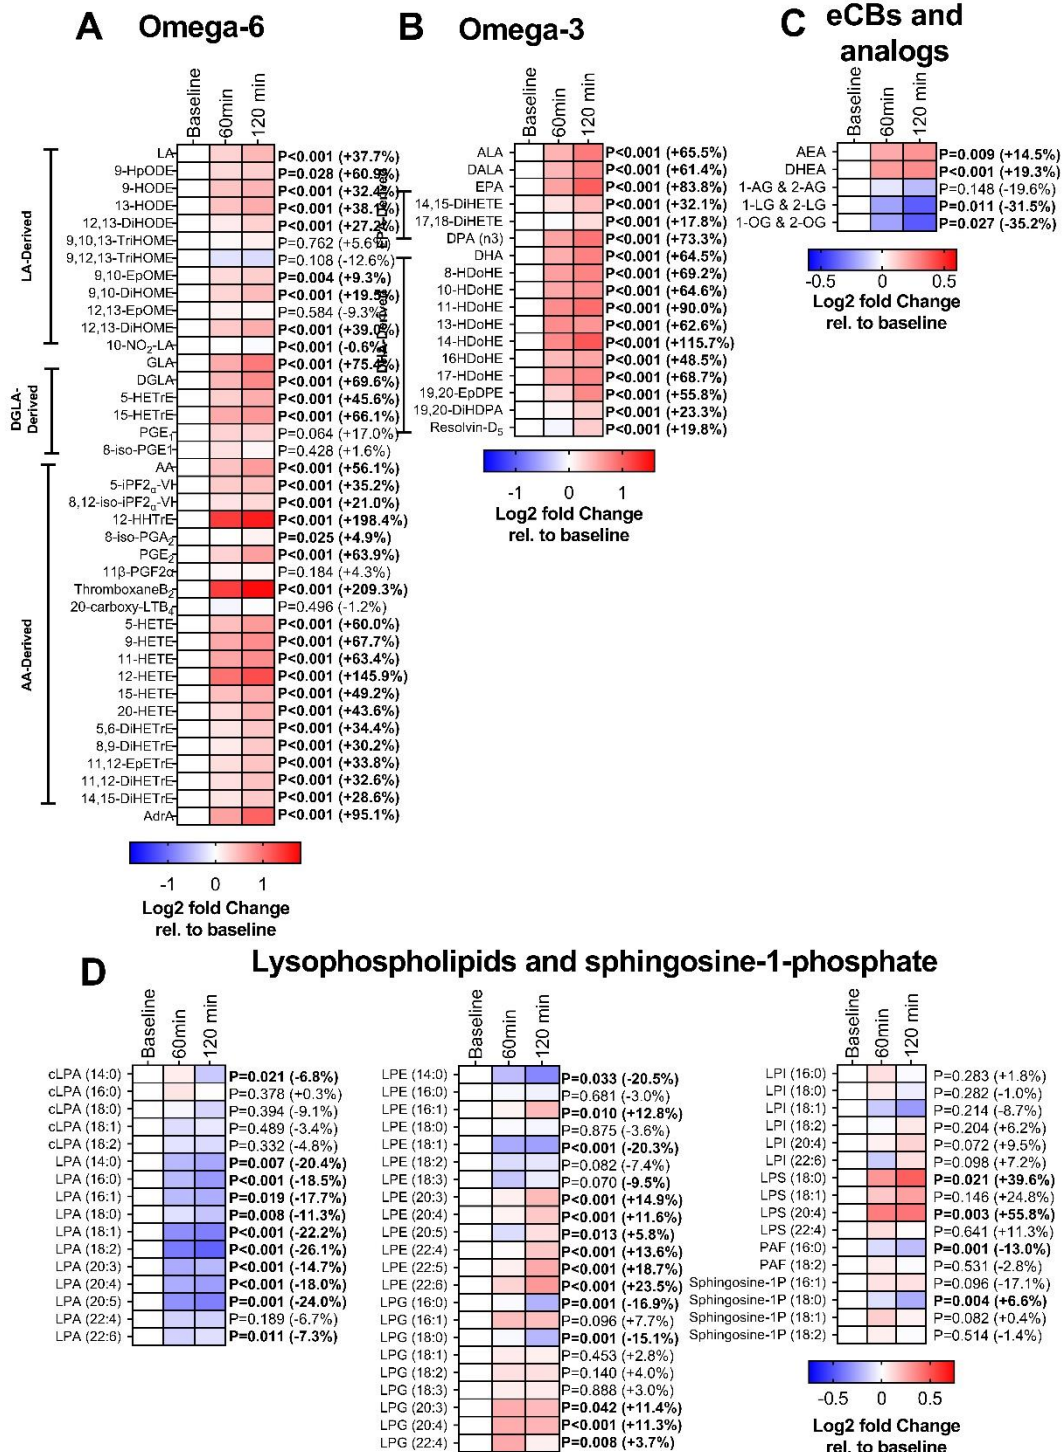 A Omega-6
Baseline
60min
120 min
LA-Derived
DGLA-Derived
AA-Derived
LA P<0.001 (+37.7%)
9-HpODE P=0.028 (+60.9%)
9-HODE P<0.001 (+32.4%)
13-HODE P<0.001 (+38.1%)
12,13-DiHODE P<0.001 (+27.2%)
9,10,13-TriHOME P=0.762 (+5.6%)
9,12,13-TriHOME P=0.108 (-12.6%)
9,10-EpOME P=0.004 (+9.3%)
9,10-DiHOME P<0.001 (+19.5%)
12,13-EpOME P=0.584 (-9.3%)
12,13-DiHOME P<0.001 (+39.0%)
10-NO2-LA P<0.001 (-0.6%)
GLA P<0.001 (+75.4%)
DGLA P<0.001 (+69.6%)
5-HETrE P<0.001 (+45.6%)
15-HETrE P<0.001 (+66.1%)
PGE1 P=0.064 (+17.0%)
8-iso-PGE1 P=0.428 (+1.6%)
AA P<0.001 (+56.1%)
5-iPF2α-VI P<0.001 (+35.2%)
8,12-iso-iPF2α-VI P<0.001 (+21.0%)
12-HHTrE P<0.001 (+198.4%)
8-iso-PGA2 P=0.025 (+4.9%)
PGE2 P<0.001 (+63.9%)
11β-PGF2α P=0.184 (+4.3%)
ThromboxaneB2 P<0.001 (+209.3%)
20-carboxy-LTB4 P=0.496 (-1.2%)
5-HETE P<0.001 (+60.0%)
9-HETE P<0.001 (+67.7%)
11-HETE P<0.001 (+63.4%)
12-HETE P<0.001 (+145.9%)
15-HETE P<0.001 (+49.2%)
20-HETE P<0.001 (+43.6%)
5,6-DiHETrE P<0.001 (+34.4%)
8,9-DiHETrE P<0.001 (+30.2%)
11,12-EpETrE P<0.001 (+33.8%)
11,12-DiHETrE P<0.001 (+32.6%)
14,15-DiHETrE P<0.001 (+28.6%)
AdrA P<0.001 (+95.1%)
-1 0 1
Log2 fold Change
rel. to baseline
B Omega-3
Baseline
60min
120 min
EPA-Derived
DHA-Derived
ALA P<0.001 (+65.5%)
DALA P<0.001 (+61.4%)
EPA P<0.001 (+83.8%)
14,15-DiHETE P<0.001 (+32.1%)
17,18-DiHETE P<0.001 (+17.8%)
DPA (n3) P<0.001 (+73.3%)
DHA P<0.001 (+64.5%)
8-HDoHE P<0.001 (+69.2%)
10-HDoHE P<0.001 (+64.6%)
11-HDoHE P<0.001 (+90.0%)
13-HDoHE P<0.001 (+62.6%)
14-HDoHE P<0.001 (+115.7%)
16HDoHE P<0.001 (+48.5%)
17-HDoHE P<0.001 (+68.7%)
19,20-EpDPE P<0.001 (+55.8%)
19,20-DiHDPA P<0.001 (+23.3%)
Resolvin-D5 P<0.001 (+19.8%)
-1 0 1
Log2 fold Change
rel. to baseline
C eCBs and
analogs
Baseline
60min
120 min
AEA P=0.009 (+14.5%)
DHEA P<0.001 (+19.3%)
1-AG & 2-AG P=0.148 (-19.6%)
1-LG & 2-LG P=0.011 (-31.5%)
1-OG & 2-OG P=0.027 (-35.2%)
-0.5 0 0.5
Log2 fold Change
rel. to baseline
D Lysophospholipids and sphingosine-1-phosphate
Baseline
60min
120 min
cLPA (14:0) P=0.021 (-6.8%)
cLPA (16:0) P=0.378 (+0.3%)
cLPA (18:0) P=0.394 (-9.1%)
cLPA (18:1) P=0.489 (-3.4%)
cLPA (18:2) P=0.332 (-4.8%)
LPA (14:0) P=0.007 (-20.4%)
LPA (16:0) P<0.001 (-18.5%)
LPA (16:1) P=0.019 (-17.7%)
LPA (18:0) P=0.008 (-11.3%)
LPA (18:1) P<0.001 (-22.2%)
LPA (18:2) P<0.001 (-26.1%)
LPA (20:3) P<0.001 (-14.7%)
LPA (20:4) P<0.001 (-18.0%)
LPA (20:5) P=0.001 (-24.0%)
LPA (22:4) P=0.189 (-6.7%)
LPA (22:6) P=0.011 (-7.3%)
Baseline
60min
120 min
LPE (14:0) P=0.033 (-20.5%)
LPE (16:0) P=0.681 (-3.0%)
LPE (16:1) P=0.010 (+12.8%)
LPE (18:0) P=0.875 (-3.6%)
LPE (18:1) P<0.001 (-20.3%)
LPE (18:2) P=0.082 (-7.4%)
LPE (18:3) P=0.070 (-9.5%)
LPE (20:3) P<0.001 (+14.9%)
LPE (20:4) P<0.001 (+11.6%)
LPE (20:5) P=0.013 (+5.8%)
LPE (22:4) P<0.001 (+13.6%)
LPE (22:5) P<0.001 (+18.7%)
LPE (22:6) P<0.001 (+23.5%)
LPG (16:0) P=0.001 (-16.9%)
LPG (16:1) P=0.096 (+7.7%)
LPG (18:0) P=0.001 (-15.1%)
LPG (18:1) P=0.453 (+2.8%)
LPG (18:2) P=0.140 (+4.0%)
LPG (18:3) P=0.888 (+3.0%)
LPG (20:3) P=0.042 (+11.4%)
LPG (20:4) P<0.001 (+11.3%)
LPG (22:4) P=0.008 (+3.7%)
Baseline
60min
120 min
LPI (16:0) P=0.283 (+1.8%)
LPI (18:0) P=0.282 (-1.0%)
LPI (18:1) P=0.214 (-8.7%)
LPI (18:2) P=0.204 (+6.2%)
LPI (20:4) P=0.072 (+9.5%)
LPI (22:6) P=0.098 (+7.2%)
LPS (18:0) P=0.021 (+39.6%)
LPS (18:1) P=0.146 (+24.8%)
LPS (20:4) P=0.003 (+55.8%)
LPS (22:4) P=0.641 (+11.3%)
PAF (16:0) P=0.001 (-13.0%)
PAF (18:2) P=0.531 (-2.8%)
Sphingosine-1P (16:1) P=0.096 (-17.1%)
Sphingosine-1P (18:0) P=0.004 (+6.6%)
Sphingosine-1P (18:1) P=0.082 (+0.4%)
Sphingosine-1P (18:2) P=0.514 (-1.4%)
-0.5 0 0.5
Log2 fold Change
rel. to baseline